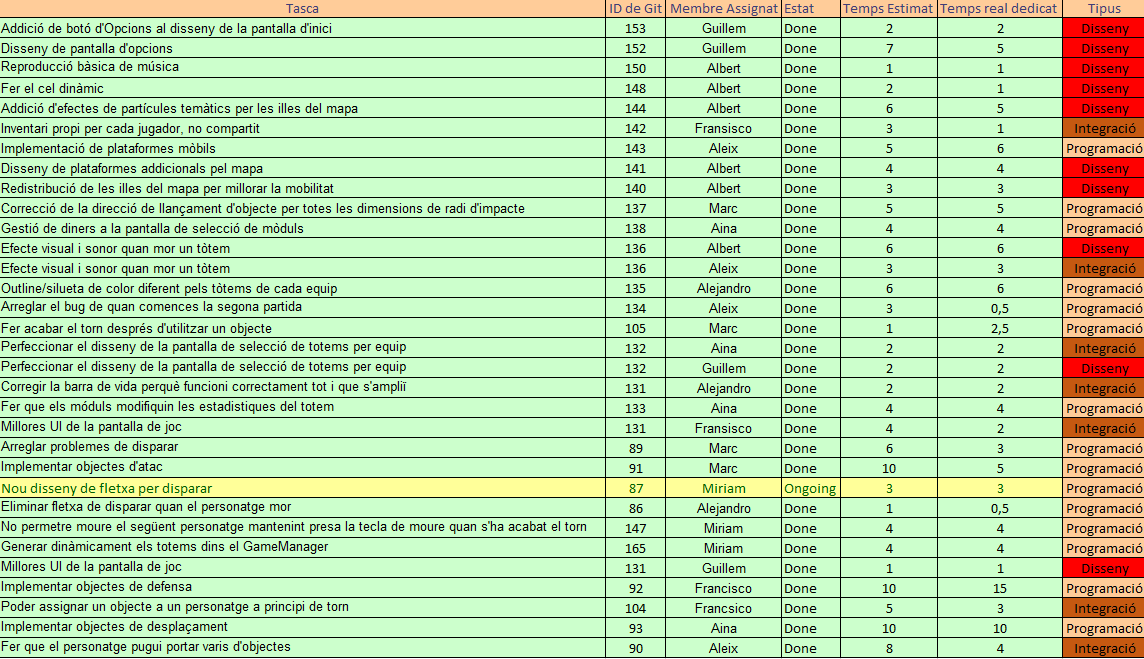 Tasca ID de Git Membre Assignat Estat Temps Estimat Temps real dedicat Tipus
Addició de botó d'Opcions al disseny de la pantalla d'inici 153 Guillem Done 2 2 Disseny
Disseny de pantalla d'opcions 152 Guillem Done 7 5 Disseny
Reproducció bàsica de música 150 Albert Done 1 1 Disseny
Fer el cel dinàmic 148 Albert Done 2 1 Disseny
Addició d'efectes de partícules temàtics per les illes del mapa 144 Albert Done 6 5 Disseny
Inventari propi per cada jugador, no compartit 142 Fransisco Done 3 1 Integració
Implementació de plataformes mòbils 143 Aleix Done 5 6 Programació
Disseny de plataformes addicionals pel mapa 141 Albert Done 4 4 Disseny
Redistribució de les illes del mapa per millorar la mobilitat 140 Albert Done 3 3 Disseny
Correcció de la direcció de llançament d'objecte per totes les dimensions de radi d'impacte 137 Marc Done 5 5 Programació
Gestió de diners a la pantalla de selecció de mòduls 138 Aina Done 4 4 Programació
Efecte visual i sonor quan mor un tòtem 136 Albert Done 6 6 Disseny
Efecte visual i sonor quan mor un tòtem 136 Aleix Done 3 3 Integració
Outline/silueta de color diferent pels tòtems de cada equip 135 Alejandro Done 6 6 Programació
Arreglar el bug de quan comences la segona partida 134 Aleix Done 3 0,5 Programació
Fer acabar el torn després d'utilitzar un objecte 105 Marc Done 1 2,5 Programació
Perfeccionar el disseny de la pantalla de selecció de totems per equip 132 Aina Done 2 2 Integració
Perfeccionar el disseny de la pantalla de selecció de totems per equip 132 Guillem Done 2 2 Disseny
Corregir la barra de vida perquè funcioni correctament tot i que s'ampliï 131 Alejandro Done 2 2 Integració
Fer que els móduls modifiquin les estadistiques del totem 133 Aina Done 4 4 Programació
Millores UI de la pantalla de joc 131 Fransisco Done 4 2 Integració
Arreglar problemes de disparar 89 Marc Done 6 3 Programació
Implementar objectes d'atac 91 Marc Done 10 5 Programació
Nou disseny de fletxa per disparar 87 Miriam Ongoing 3 3 Programació
Eliminar fletxa de disparar quan el personatge mor 86 Alejandro Done 1 0,5 Programació
No permetre moure el següent personatge mantenint presa la tecla de moure quan s'ha acabat el torn 147 Miriam Done 4 4 Programació
Generar dinàmicament els totems dins el GameManager 165 Miriam Done 4 4 Programació
Millores UI de la pantalla de joc 131 Guillem Done 1 1 Disseny
Implementar objectes de defensa 92 Francisco Done 10 15 Programació
Poder assignar un objecte a un personatge a principi de torn 104 Francsico Done 5 3 Integració
Implementar objectes de desplaçament 93 Aina Done 10 10 Programació
Fer que el personatge pugui portar varis d'objectes 90 Aleix Done 8 4 Integració